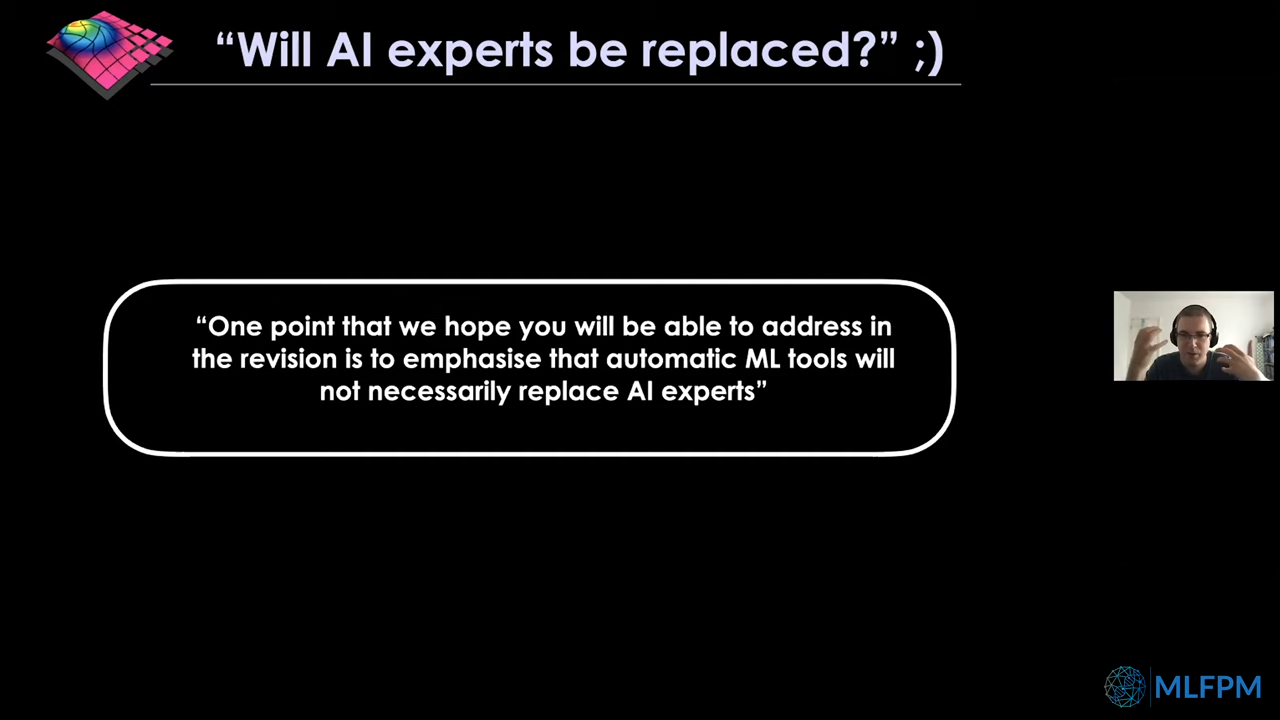 “Will AI experts be replaced?” ;)
“One point that we hope you will be able to address in
the revision is to emphasise that automatic ML tools will
not necessarily replace AI experts”
MLFPM